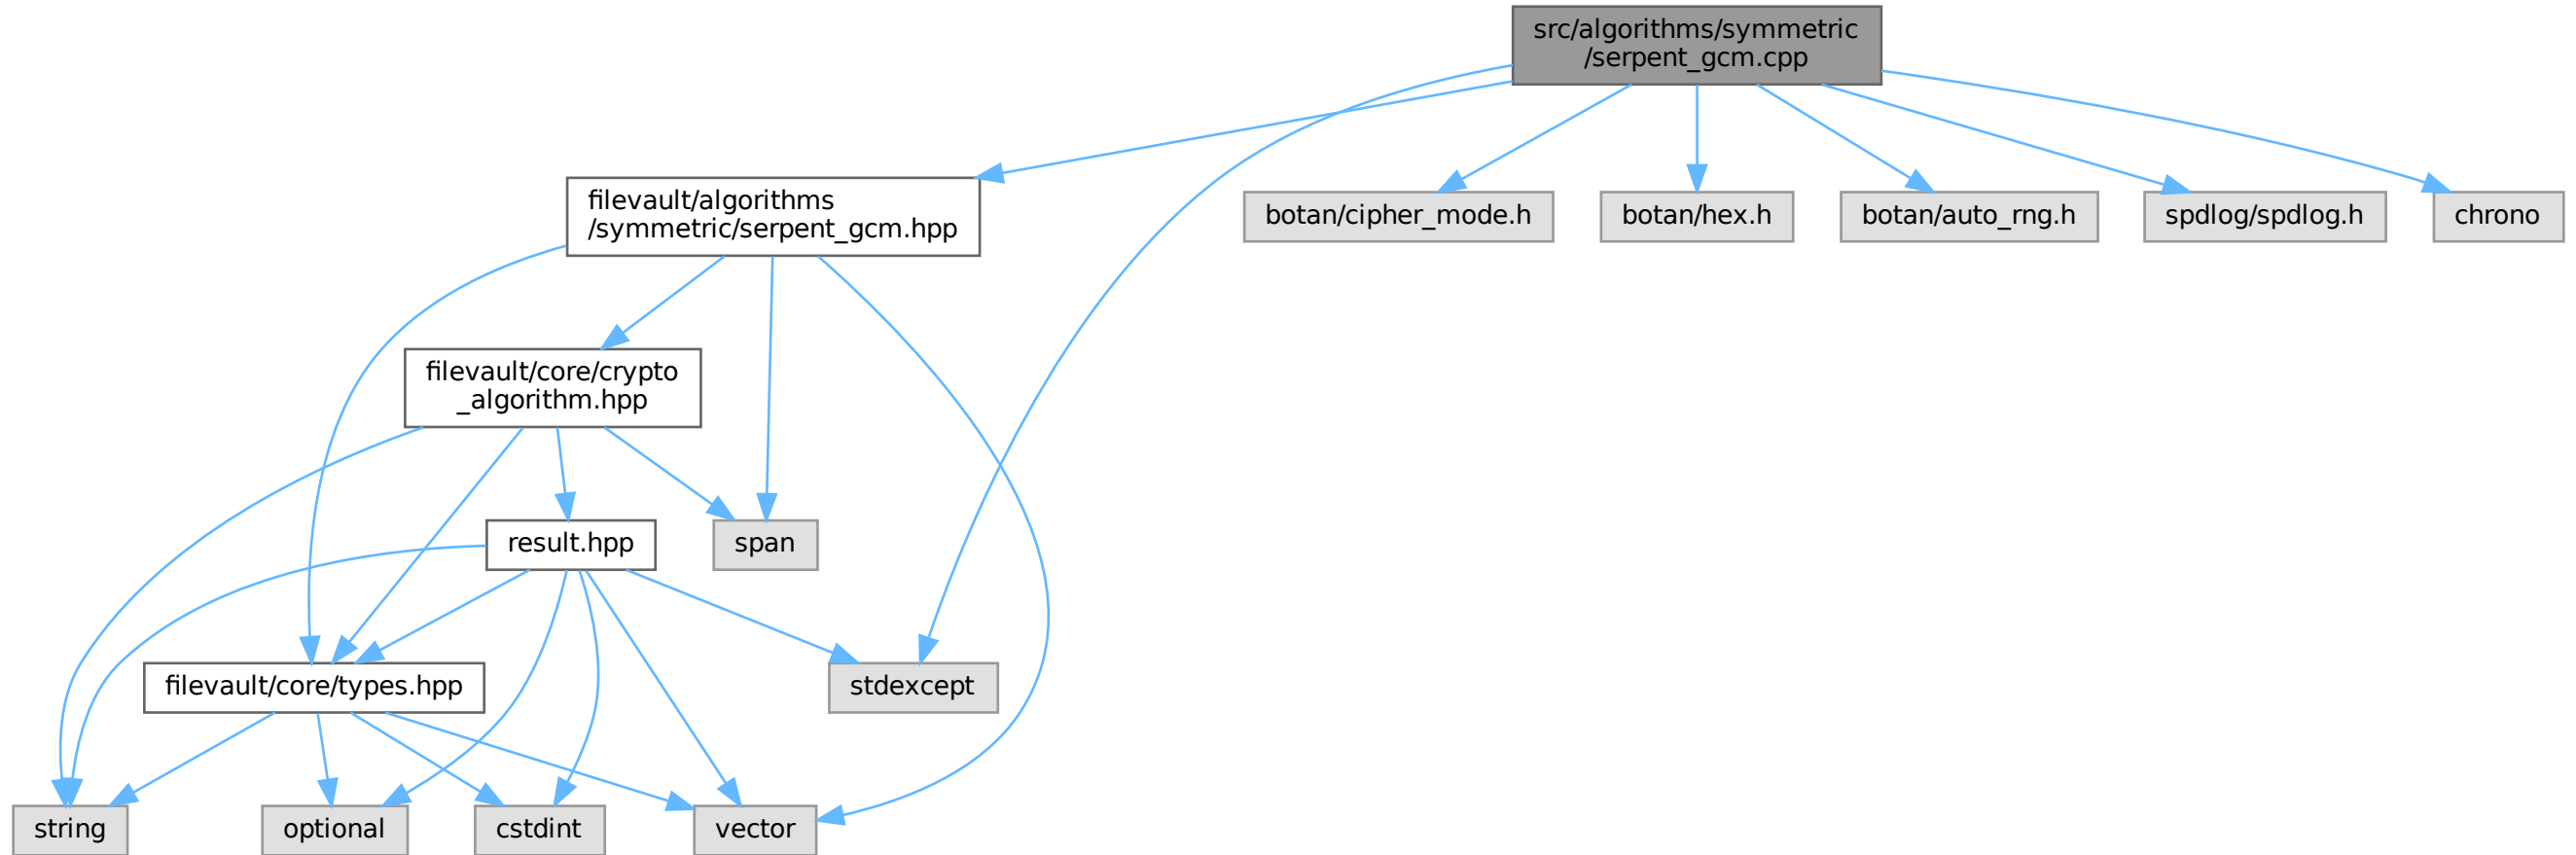 src/algorithms/symmetric
/serpent_gcm.cpp
filevault/algorithms
/symmetric/serpent_gcm.hpp
botan/cipher_mode.h
botan/hex.h
botan/auto_rng.h
spdlog/spdlog.h
chrono
filevault/core/crypto
_algorithm.hpp
result.hpp
span
filevault/core/types.hpp
stdexcept
string
optional
cstdint
vector